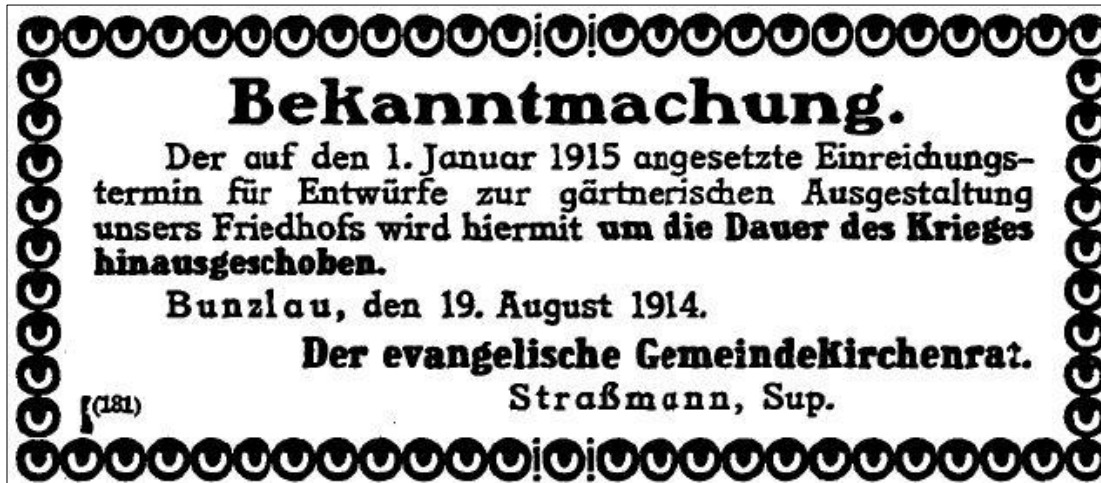 Bekanntmachung.
Der auf den 1. Januar 1915 angesetzte Einreichungs-
termin für Entwürfe zur gärtnerischen Ausgestaltung
unsers Friedhofs wird hiermit um die Dauer des Krieges
hinausgeschoben.
Bunzlau, den 19. August 1914.
Der evangelische Gemeindekirchenrat.
Straßmann, Sup.
(181)